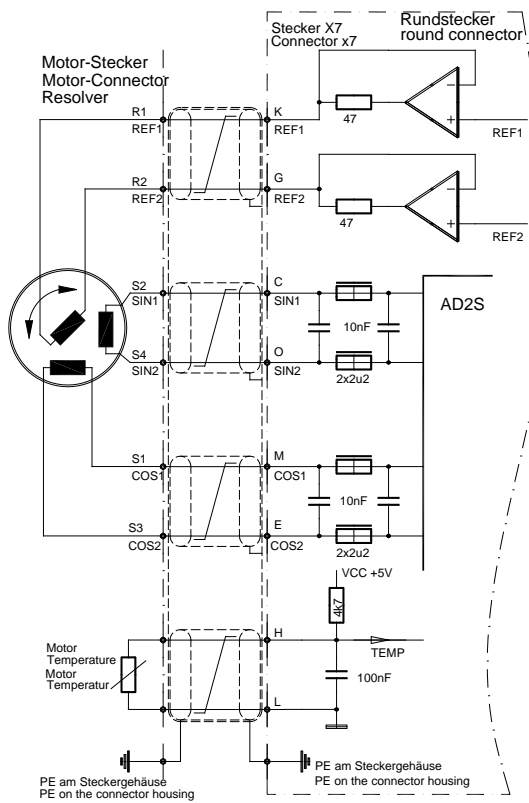 Stecker X7
Connector x7
Rundstecker
round connector
Motor-Stecker
Motor-Connector
Resolver
R1
REF1
K
REF1
47
REF1
R2
REF2
G
REF2
47
REF2
S2
SIN1
C
SIN1
AD2S
10nF
S4
SIN2
O
SIN2
2x2u2
S1
COS1
M
COS1
10nF
S3
COS2
E
COS2
2x2u2
VCC +5V
4k7
H
TEMP
Motor
Temperature
Motor
Temperatur
100nF
L
PE am Steckergehäuse
PE on the connector housing
PE am Steckergehäuse
PE on the connector housing